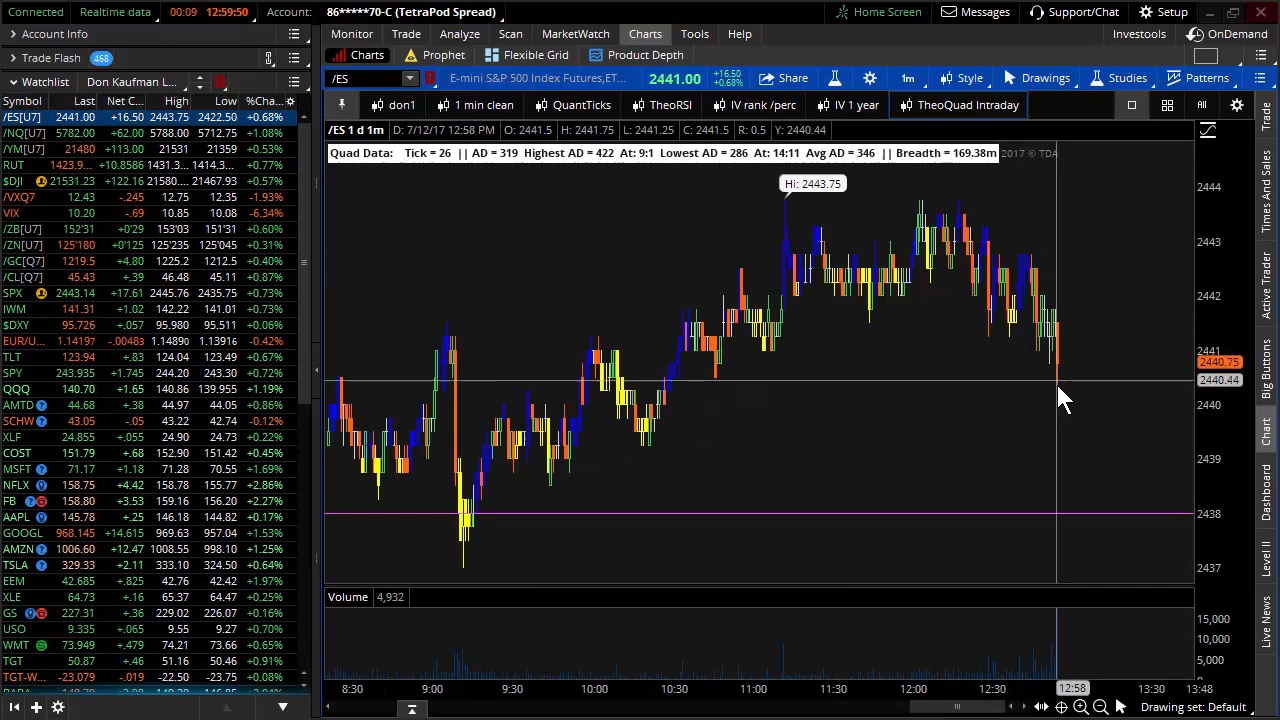 Connected Realtime data 00:09 12:59:50 Account: 86*****70-C (TetraPod Spread) Home Screen Messages Support/Chat Setup
Account Info
Monitor Trade Analyze Scan MarketWatch Charts Tools Help Investools OnDemand
Trade Flash 468
Charts Prophet Flexible Grid Product Depth
Watchlist Don Kaufman L...
/ES E-mini S&P 500 Index Futures,ET... 2441.00 +16.50 +0.68% Share 1m Style Drawings Studies Patterns
Symbol Last Net C... High Low %Cha...
don1 1 min clean QuantTicks TheoRSI IV rank /perc IV 1 year TheoQuad Intraday All
/ES 1 d 1m D: 7/12/17 12:58 PM O: 2441.5 H: 2441.75 L: 2441.25 C: 2441.5 R: 0.5 Y: 2440.44
Quad Data: Tick = 26 || AD = 319 Highest AD = 422 At: 9:1 Lowest AD = 286 At: 14:11 Avg AD = 346 || Breadth = 169.38m 2017 © TDA
/ES[U7] 2441.00 +16.50 2443.75 2422.50 +0.68%
/NQ[U7] 5782.00 +62.00 5788.00 5712.75 +1.08%
/YM[U7] 21480 +113.00 21531 21359 +0.53%
RUT 1423.9... +10.8586 1431.4... 1414.3... +0.77%
$DJI 21531.23 +122.16 21580.... 21467.93 +0.57%
/VXQ7 12.43 -.245 12.75 12.35 -1.93%
VIX 10.20 -.69 10.85 10.08 -6.34%
/ZB[U7] 152'31 +0'29 153'03 151'31 +0.60%
/ZN[U7] 125'180 +0'125 125'235 125'045 +0.31%
/GC[Q7] 1219.5 +4.80 1225.2 1212.5 +0.40%
/CL[Q7] 45.43 +.39 46.48 45.11 +0.87%
SPX 2443.14 +17.61 2445.76 2435.75 +0.73%
IWM 141.31 +1.02 142.22 141.01 +0.73%
$DXY 95.726 +.057 95.980 95.511 +0.06%
EUR/U... 1.14197 -.00483 1.14890 1.13916 -0.42%
TLT 123.94 +.83 124.04 123.49 +0.67%
SPY 243.935 +1.745 244.20 243.30 +0.72%
QQQ 140.70 +1.65 140.86 139.955 +1.19%
AMTD 44.68 +.38 44.97 44.05 +0.86%
SCHW 43.05 -.05 43.22 42.74 -0.12%
XLF 24.855 +.055 24.90 24.73 +0.22%
COST 151.79 +.68 152.90 151.40 +0.45%
MSFT 71.17 +1.18 71.28 70.55 +1.69%
NFLX 158.75 +4.42 158.78 155.77 +2.86%
FB 158.80 +3.53 159.16 156.20 +2.27%
AAPL 145.78 +.25 146.18 144.82 +0.17%
GOOGL 968.145 +14.615 969.63 957.04 +1.53%
AMZN 1006.60 +12.47 1008.55 998.10 +1.25%
TSLA 329.33 +2.11 333.10 324.50 +0.64%
EEM 42.685 +.825 42.76 42.42 +1.97%
XLE 64.73 +.16 65.37 64.47 +0.25%
GS 227.31 +.36 229.02 226.07 +0.16%
USO 9.335 +.065 9.55 9.27 +0.70%
WMT 73.949 +.479 74.21 73.66 +0.65%
TGT 50.87 +.46 51.16 50.46 +0.91%
TGT-W... -23.079 -.019 -22.50 -23.75 +0.08%
Hi: 2443.75
2444
2443
2442
2441
2440.75
2440.44
2440
2439
2438
2437
Volume 4,932
15,000
10,000
5,000
8:30 9:00 9:30 10:00 10:30 11:00 11:30 12:00 12:30 12:58 13:30 13:48
Drawing set: Default
Trade
Times And Sales
Active Trader
Big Buttons
Chart
Dashboard
Level II
Live News